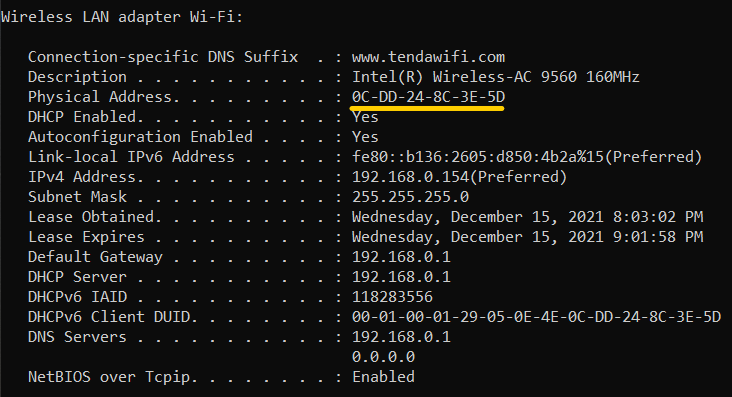 Wireless LAN adapter Wi-Fi:
Connection-specific DNS Suffix  . : www.tendawifi.com
Description . . . . . . . . . . . : Intel(R) Wireless-AC 9560 160MHz
Physical Address. . . . . . . . . : 0C-DD-24-8C-3E-5D
DHCP Enabled. . . . . . . . . . . : Yes
Autoconfiguration Enabled . . . . : Yes
Link-local IPv6 Address . . . . . : fe80::b136:2605:d850:4b2a%15(Preferred)
IPv4 Address. . . . . . . . . . . : 192.168.0.154(Preferred)
Subnet Mask . . . . . . . . . . . : 255.255.255.0
Lease Obtained. . . . . . . . . . : Wednesday, December 15, 2021 8:03:02 PM
Lease Expires . . . . . . . . . . : Wednesday, December 15, 2021 9:01:58 PM
Default Gateway . . . . . . . . . : 192.168.0.1
DHCP Server . . . . . . . . . . . : 192.168.0.1
DHCPv6 IAID . . . . . . . . . . . : 118283556
DHCPv6 Client DUID. . . . . . . . : 00-01-00-01-29-05-0E-4E-0C-DD-24-8C-3E-5D
DNS Servers . . . . . . . . . . . : 192.168.0.1
0.0.0.0
NetBIOS over Tcpip. . . . . . . . : Enabled